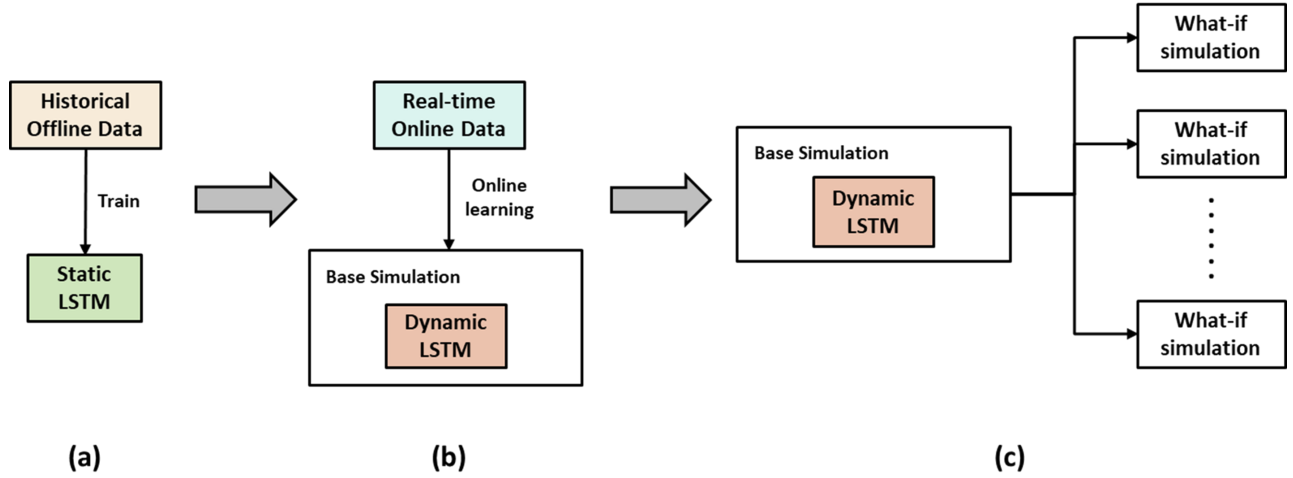 Historical
Offline Data
Train
Static
LSTM
(a)
Real-time
Online Data
Online
learning
Base Simulation
Dynamic
LSTM
(b)
Base Simulation
Dynamic
LSTM
What-if
simulation
What-if
simulation
What-if
simulation
(c)